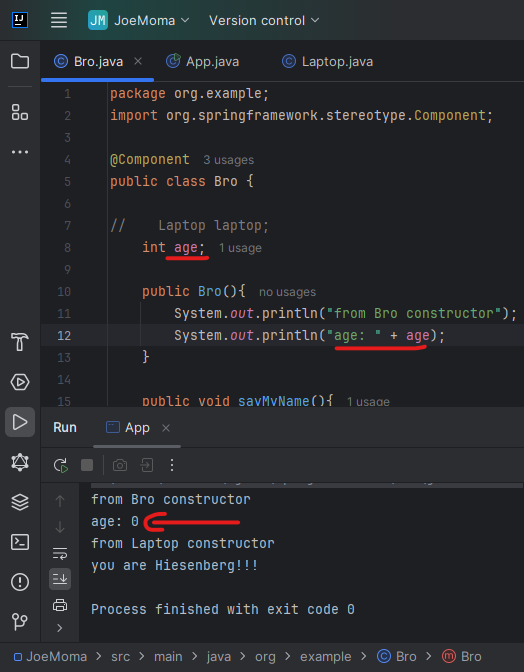 IJ
JM JoeMoma Version control
Bro.java App.java Laptop.java
1 package org.example;
2 import org.springframework.stereotype.Component;
3
4 @Component 3 usages
5 public class Bro {
6
7 // Laptop laptop;
8 int age; 1 usage
9
10 public Bro(){ no usages
11 System.out.println("from Bro constructor");
12 System.out.println("age: " + age);
13 }
14
15 public void sayMyName(){ 1 usage
Run App
from Bro constructor
age: 0
from Laptop constructor
you are Hiesenberg!!!
Process finished with exit code 0
JoeMoma > src > main > java > org > example > Bro > m Bro